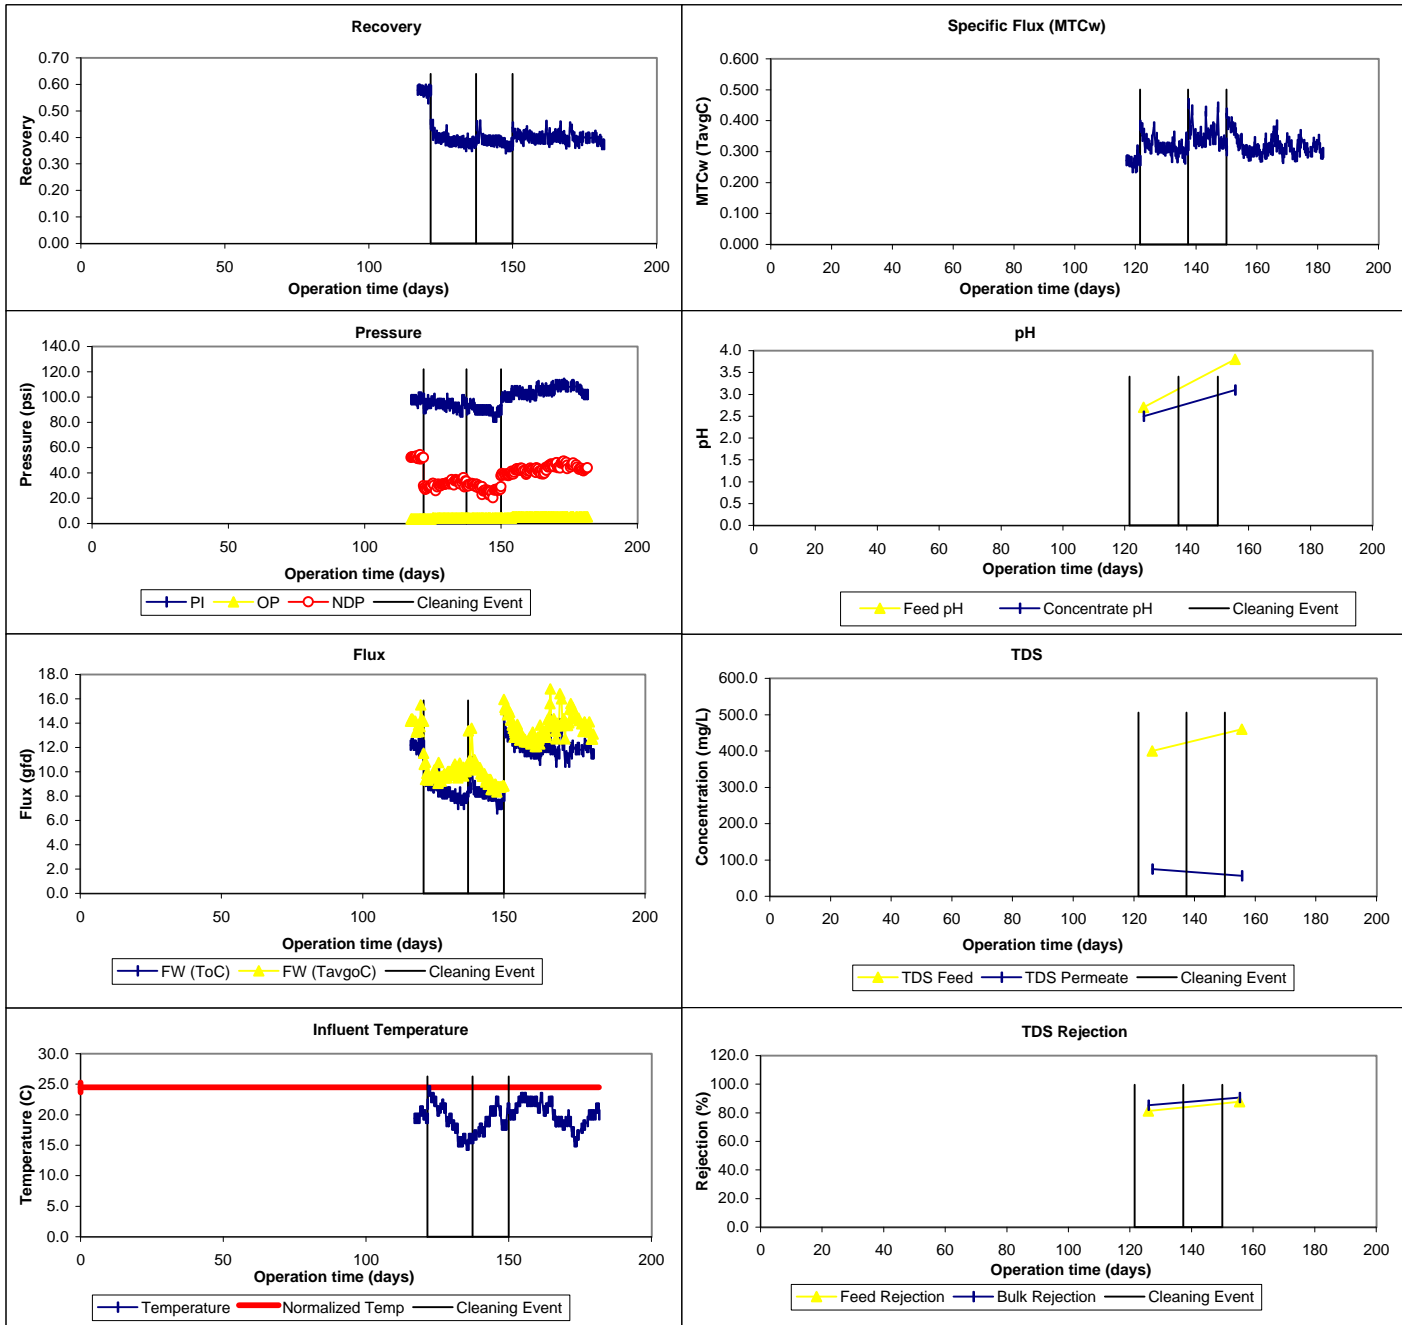 Recovery
0.70
0.60
0.50
0.40
0.30
0.20
0.10
0.00
Recovery
0 50 100 150 200
Operation time (days)
Specific Flux (MTCw)
0.600
0.500
0.400
0.300
0.200
0.100
0.000
MTCw (TavgC)
0 20 40 60 80 100 120 140 160 180 200
Operation time (days)
Pressure
140.0
120.0
100.0
80.0
60.0
40.0
20.0
0.0
Pressure (psi)
0 50 100 150 200
Operation time (days)
PI OP NDP Cleaning Event
pH
4.0
3.5
3.0
2.5
2.0
1.5
1.0
0.5
0.0
pH
0 20 40 60 80 100 120 140 160 180 200
Operation time (days)
Feed pH Concentrate pH Cleaning Event
Flux
18.0
16.0
14.0
12.0
10.0
8.0
6.0
4.0
2.0
0.0
Flux (gfd)
0 50 100 150 200
Operation time (days)
FW (ToC) FW (TavgoC) Cleaning Event
TDS
600.0
500.0
400.0
300.0
200.0
100.0
0.0
Concentration (mg/L)
0 20 40 60 80 100 120 140 160 180 200
Operation time (days)
TDS Feed TDS Permeate Cleaning Event
Influent Temperature
30.0
25.0
20.0
15.0
10.0
5.0
0.0
Temperature (C)
0 50 100 150 200
Operation time (days)
Temperature Normalized Temp Cleaning Event
TDS Rejection
120.0
100.0
80.0
60.0
40.0
20.0
0.0
Rejection (%)
0 20 40 60 80 100 120 140 160 180 200
Operation time (days)
Feed Rejection Bulk Rejection Cleaning Event